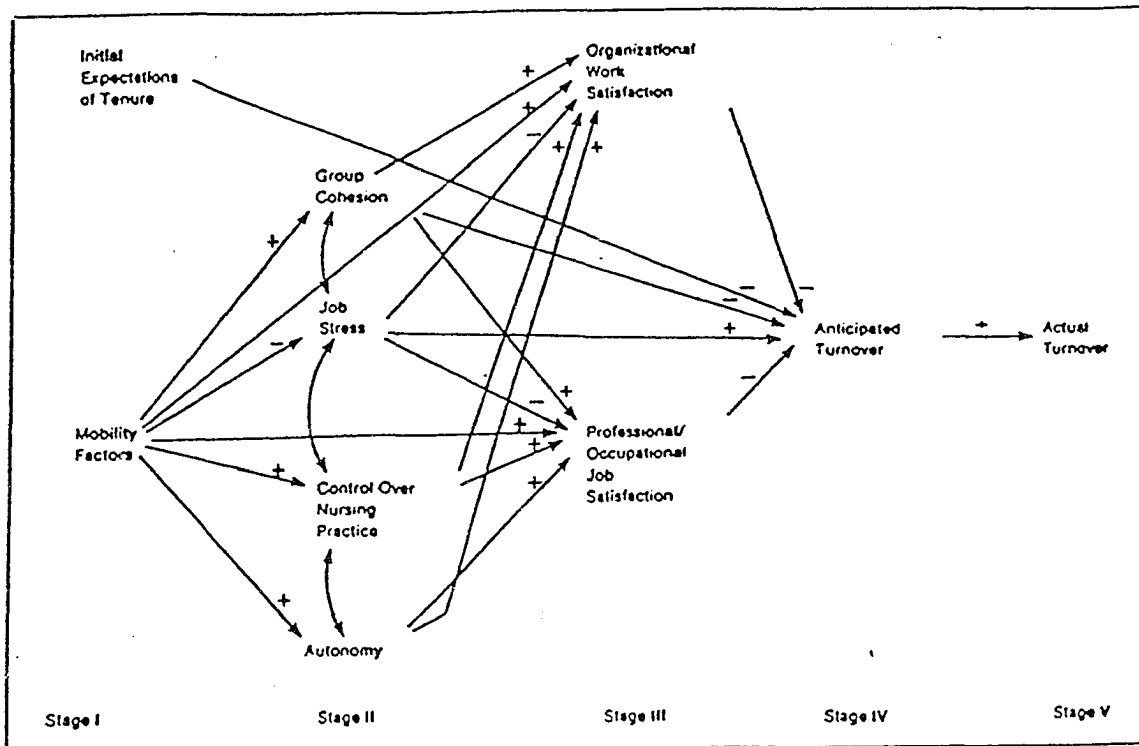 Initial
Expectations
of Tenure
Organizational
Work
Satisfaction
+
+
−
+ +
Group
Cohesion
+
Job
Stress
−
−
−
−
+
Anticipated
Turnover
+
Actual
Turnover
−
+
−
+
+
+
Mobility
Factors
Professional/
Occupational
Job
Satisfaction
+
Control Over
Nursing
Practice
+
Autonomy
Stage I
Stage II
Stage III
Stage IV
Stage V